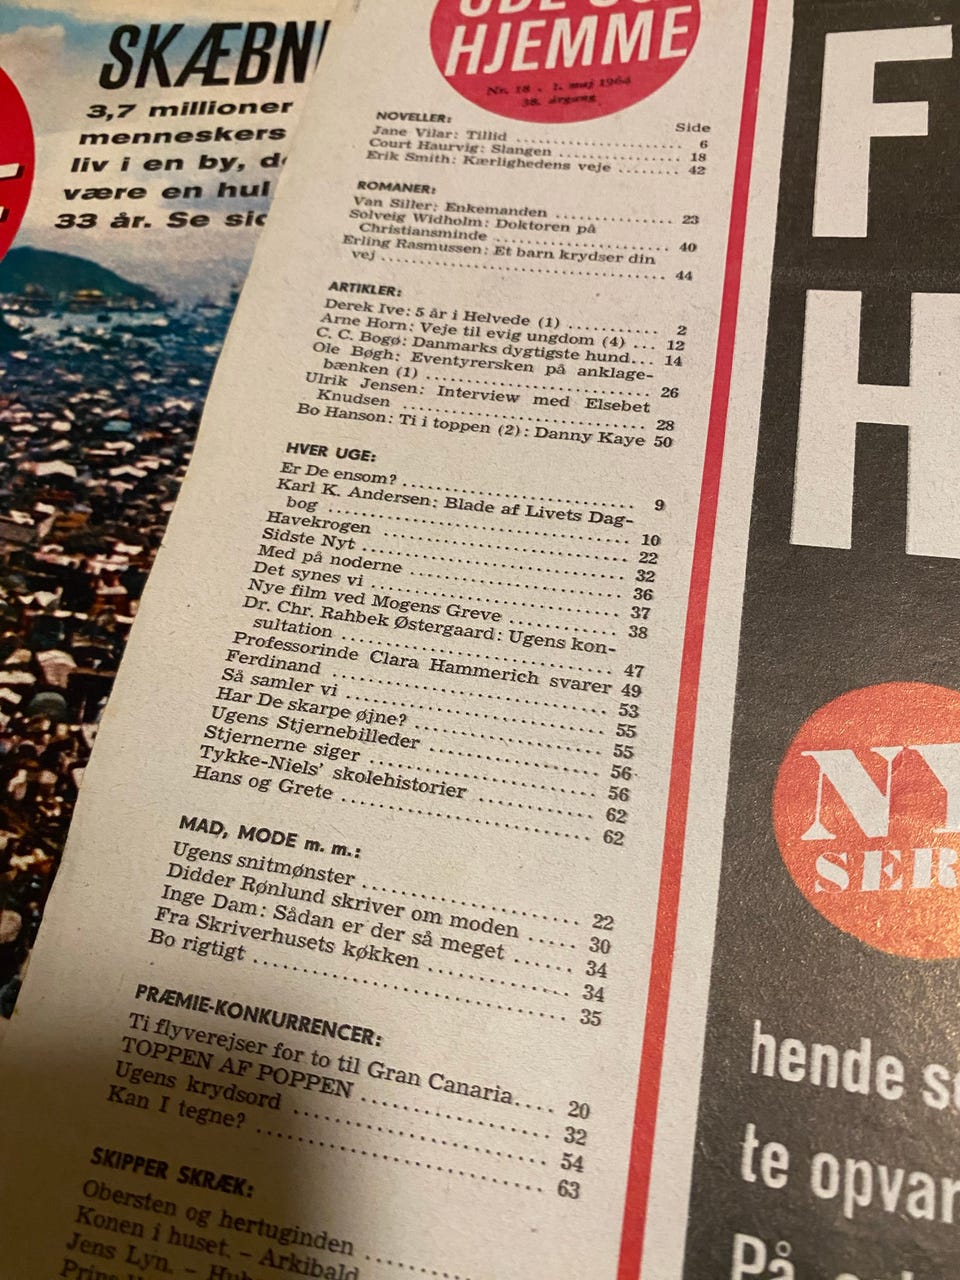 SKÆBN
3,7 millioner
menneskers
liv i en by, d
være en hul
33 år. Se sid
UDE OG
HJEMME
Nr. 18 . 1. maj 1964
38. årgang
Side
NOVELLER:
Jane Vilar: Tillid .................... 6
Court Haurvig: Slangen .............. 18
Erik Smith: Kærlighedens veje ........ 42
ROMANER:
Van Siller: Enkemanden .............. 23
Solveig Widholm: Doktoren på
Christiansminde .................... 40
Erling Rasmussen: Et barn krydser din
vej ................................ 44
ARTIKLER:
Derek Ive: 5 år i Helvede (1) ........ 2
Arne Horn: Veje til evig ungdom (4) ... 12
C. C. Bogø: Danmarks dygtigste hund... 14
Ole Bøgh: Eventyrersken på anklage-
bænken (1) ........................ 26
Ulrik Jensen: Interview med Elsebet
Knudsen ............................ 28
Bo Hanson: Ti i toppen (2): Danny Kaye 50
HVER UGE:
Er De ensom? ........................ 9
Karl K. Andersen: Blade af Livets Dag-
bog ................................ 10
Havekrogen .......................... 22
Sidste Nyt .......................... 32
Med på noderne ...................... 36
Det synes vi ........................ 37
Nye film ved Mogens Greve ............ 38
Dr. Chr. Rahbek Østergaard: Ugens kon-
sultation .......................... 47
Professorinde Clara Hammerich svarer 49
Ferdinand .......................... 53
Så samler vi ........................ 55
Har De skarpe øjne? .................. 55
Ugens Stjernebilleder ................ 56
Stjernerne siger .................... 56
Tykke-Niels' skolehistorier .......... 62
Hans og Grete ........................ 62
MAD, MODE m. m.:
Ugens snitmønster .................... 22
Didder Rønlund skriver om moden ..... 30
Inge Dam: Sådan er der så meget ...... 34
Fra Skriverhusets køkken ............ 34
Bo rigtigt .......................... 35
PRÆMIE-KONKURRENCER:
Ti flyverejser for to til Gran Canaria.... 20
TOPPEN AF POPPEN .................... 32
Ugens krydsord ...................... 54
Kan I tegne? ........................ 63
SKIPPER SKRÆK:
Obersten og hertuginden
Konen i huset. – Arkibald
Jens Lyn. – Hub
F
H
NY
SER
hende s
te opvar
På